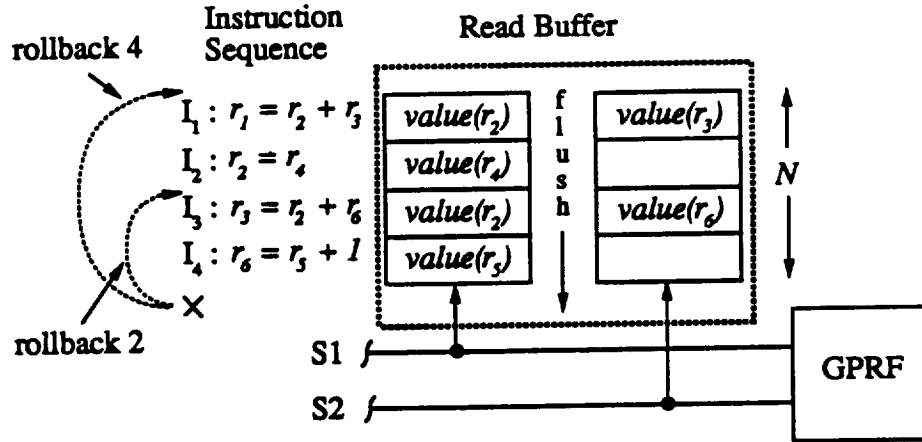 Instruction
Sequence
Read Buffer
rollback 4
I₁ : r₁ = r₂ + r₃
I₂ : r₂ = r₄
I₃ : r₃ = r₂ + r₆
I₄ : r₆ = r₅ + 1
×
rollback 2
value(r₂)
value(r₄)
value(r₂)
value(r₅)
flush
value(r₃)
value(r₆)
N
S1
S2
GPRF